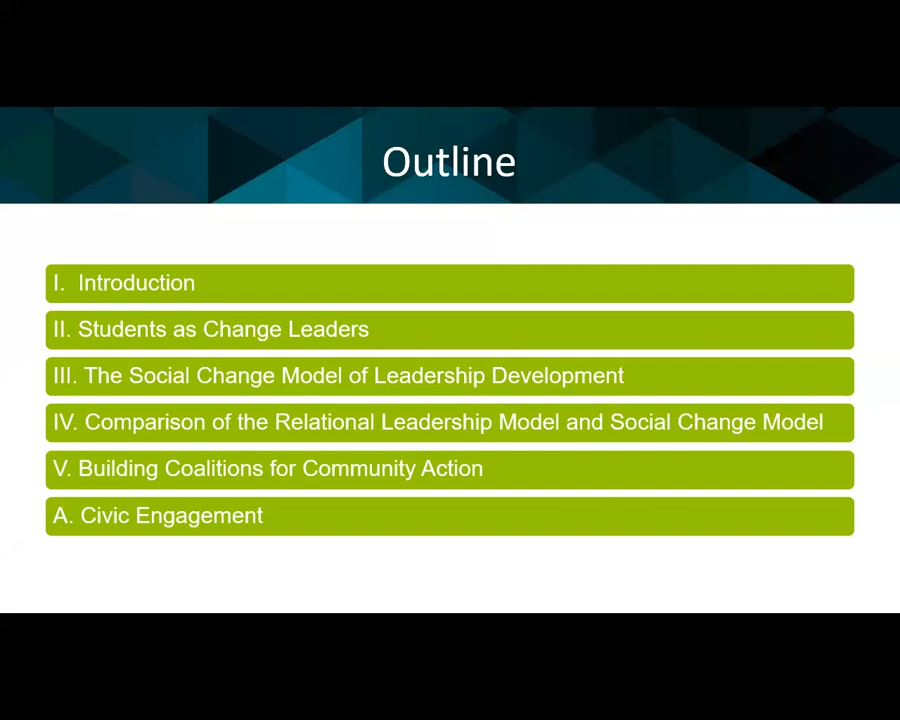 Outline
I. Introduction
II. Students as Change Leaders
III. The Social Change Model of Leadership Development
IV. Comparison of the Relational Leadership Model and Social Change Model
V. Building Coalitions for Community Action
A. Civic Engagement